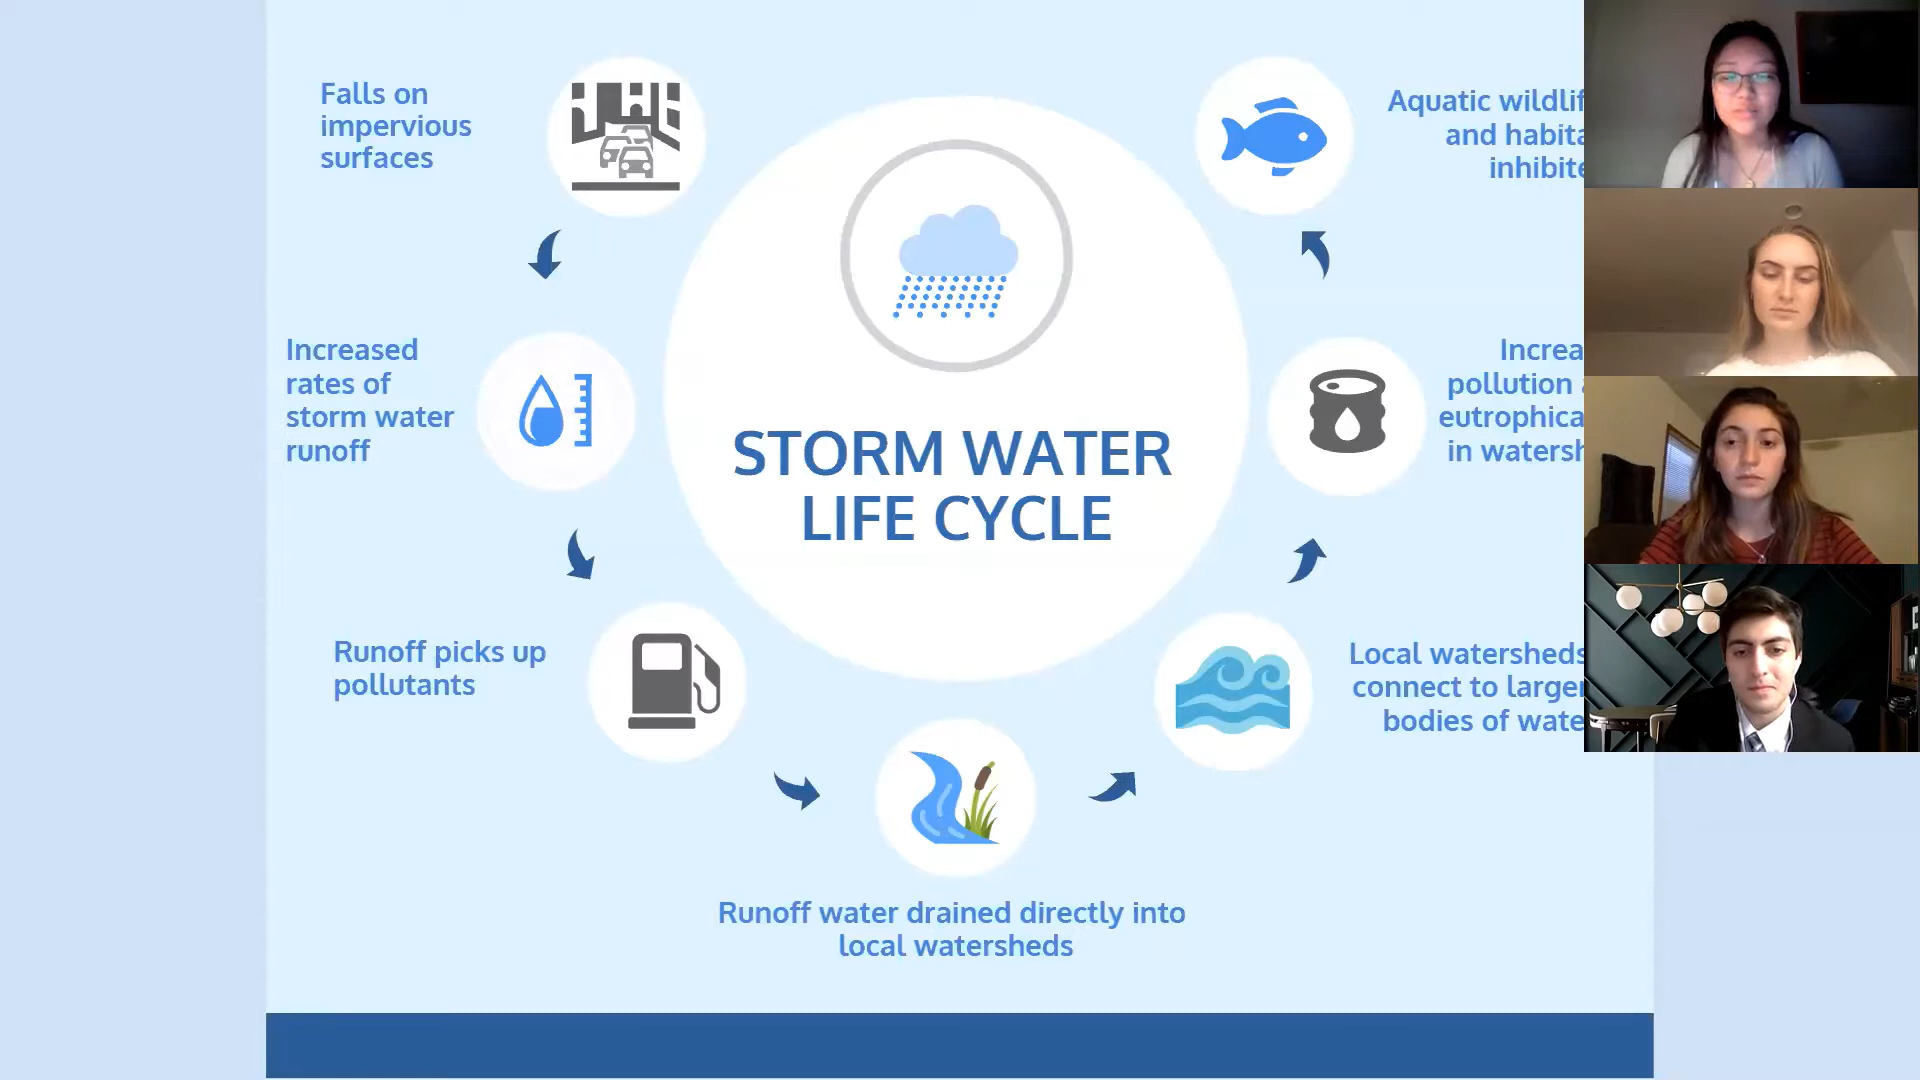 Falls on
impervious
surfaces
Increased
rates of
storm water
runoff
Runoff picks up
pollutants
STORM WATER
LIFE CYCLE
Runoff water drained directly into
local watersheds
Local watersheds
connect to larger
bodies of wate
Increa
pollution
eutrophica
in watersh
Aquatic wildlif
and habita
inhibite